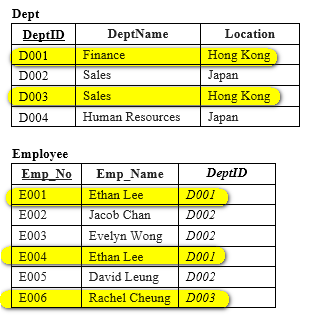 Dept
DeptID DeptName Location
D001 Finance Hong Kong
D002 Sales Japan
D003 Sales Hong Kong
D004 Human Resources Japan
Employee
Emp_No Emp_Name DeptID
E001 Ethan Lee D001
E002 Jacob Chan D002
E003 Evelyn Wong D002
E004 Ethan Lee D001
E005 David Leung D002
E006 Rachel Cheung D003